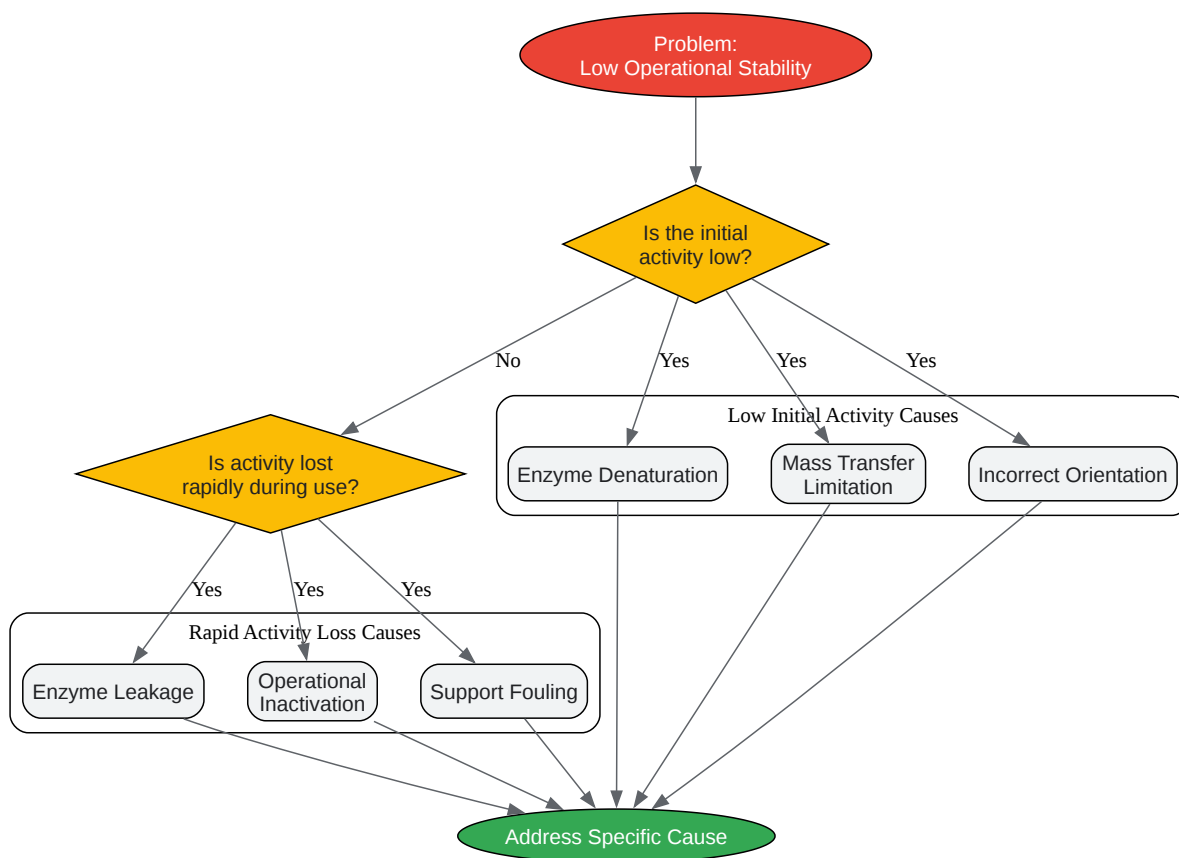 Problem:
Low Operational Stability
Is the initial
activity low?
No
Yes
Yes
Yes
Low Initial Activity Causes
Enzyme Denaturation
Mass Transfer
Limitation
Incorrect Orientation
Is activity lost
rapidly during use?
Yes
Yes
Yes
Rapid Activity Loss Causes
Enzyme Leakage
Operational
Inactivation
Support Fouling
Address Specific Cause